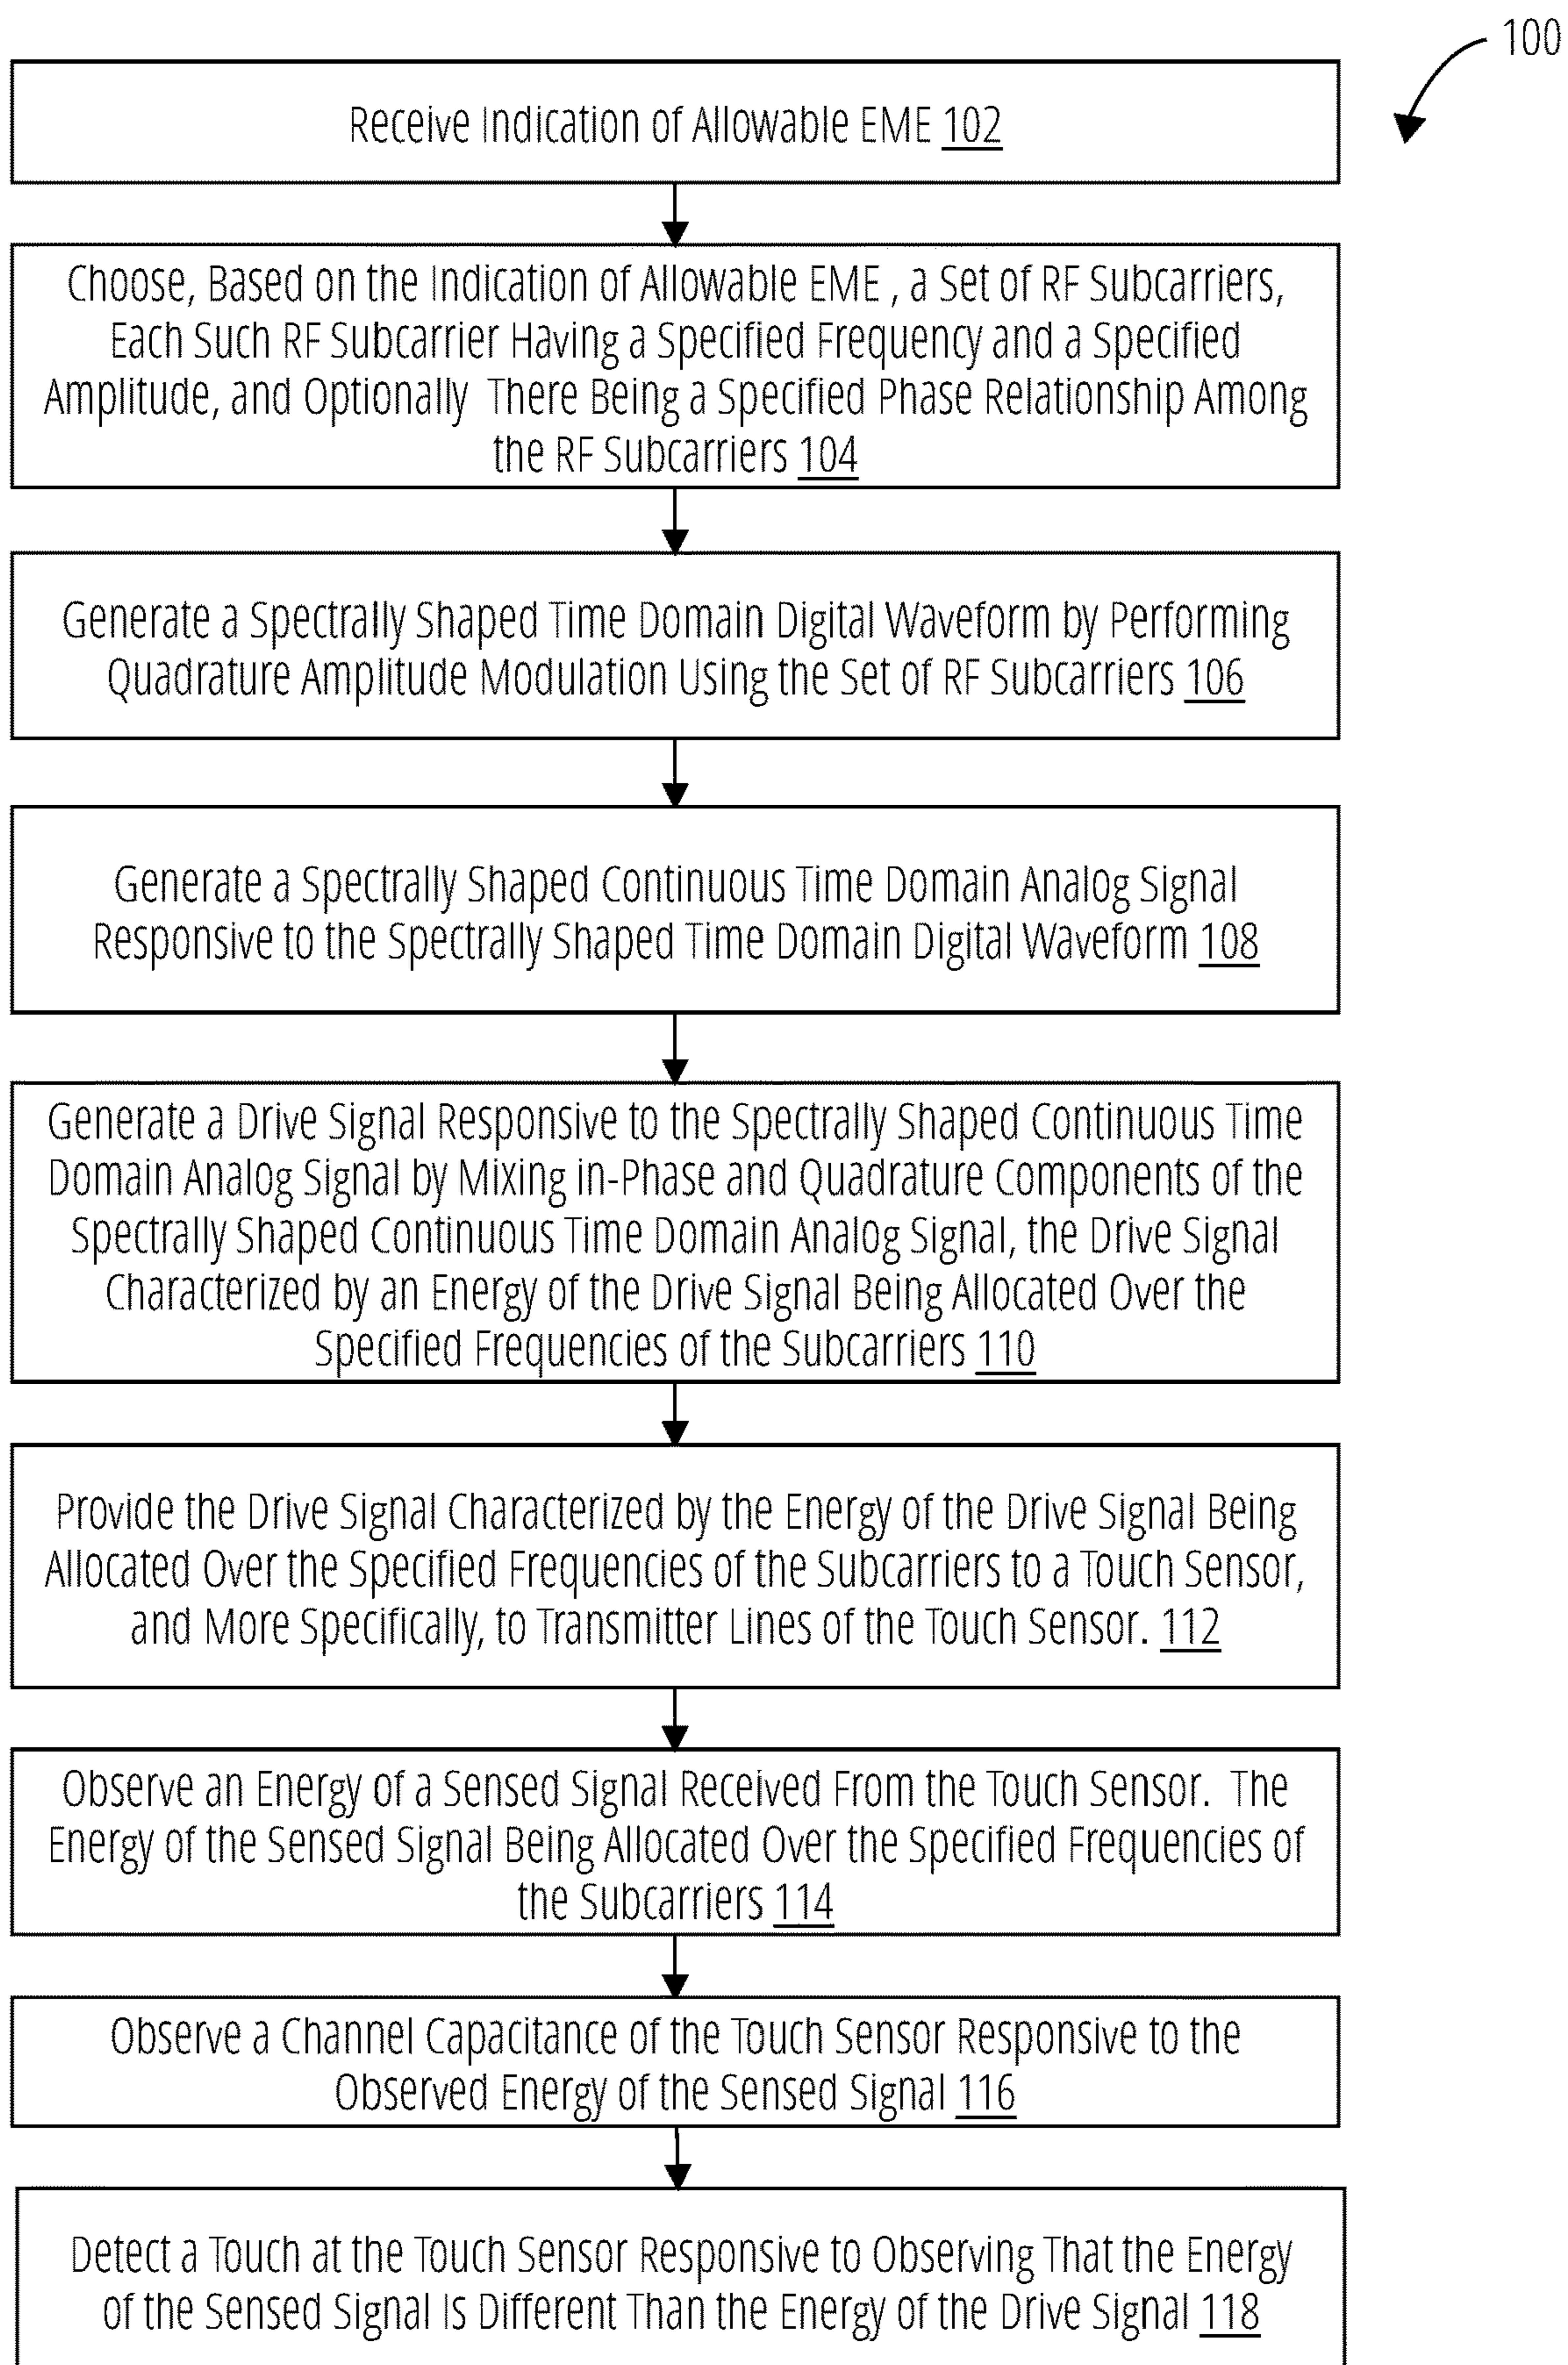 100
Receive Indication of Allowable EME 102
Choose, Based on the Indication of Allowable EME , a Set of RF Subcarriers,
Each Such RF Subcarrier Having a Specified Frequency and a Specified
Amplitude, and Optionally There Being a Specified Phase Relationship Among
the RF Subcarriers 104
Generate a Spectrally Shaped Time Domain Digital Waveform by Performing
Quadrature Amplitude Modulation Using the Set of RF Subcarriers 106
Generate a Spectrally Shaped Continuous Time Domain Analog Signal
Responsive to the Spectrally Shaped Time Domain Digital Waveform 108
Generate a Drive Signal Responsive to the Spectrally Shaped Continuous Time
Domain Analog Signal by Mixing in-Phase and Quadrature Components of the
Spectrally Shaped Continuous Time Domain Analog Signal, the Drive Signal
Characterized by an Energy of the Drive Signal Being Allocated Over the
Specified Frequencies of the Subcarriers 110
Provide the Drive Signal Characterized by the Energy of the Drive Signal Being
Allocated Over the Specified Frequencies of the Subcarriers to a Touch Sensor,
and More Specifically, to Transmitter Lines of the Touch Sensor. 112
Observe an Energy of a Sensed Signal Received From the Touch Sensor. The
Energy of the Sensed Signal Being Allocated Over the Specified Frequencies of
the Subcarriers 114
Observe a Channel Capacitance of the Touch Sensor Responsive to the
Observed Energy of the Sensed Signal 116
Detect a Touch at the Touch Sensor Responsive to Observing That the Energy
of the Sensed Signal Is Different Than the Energy of the Drive Signal 118